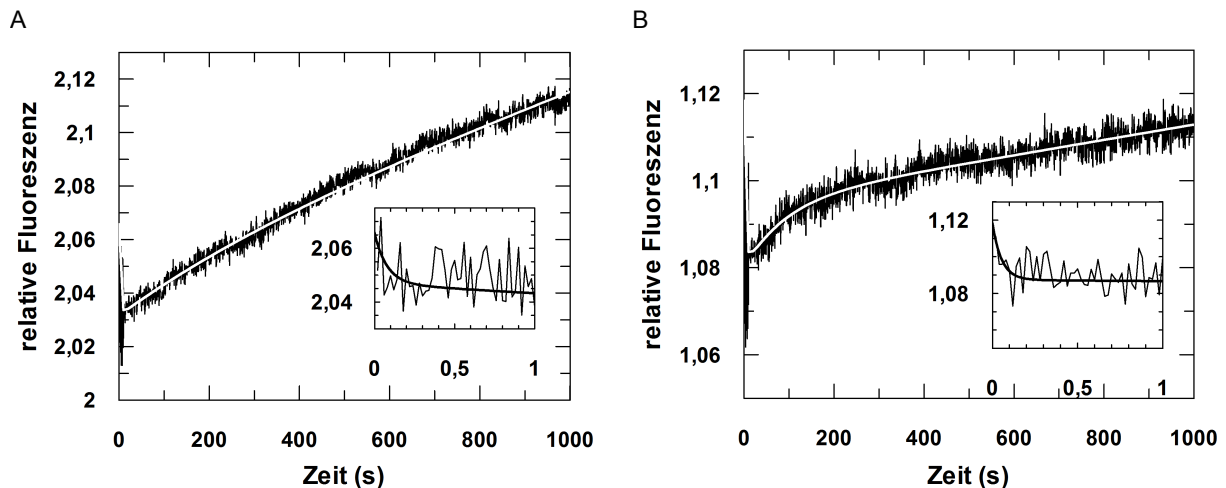 A
relative Fluoreszenz
2,12
2,1
2,08
2,06
2,04
2,02
2
2,06
2,04
0 0,5 1
0 200 400 600 800 1000
Zeit (s)
B
relative Fluoreszenz
1,12
1,1
1,08
1,06
1,12
1,08
0 0,5 1
0 200 400 600 800 1000
Zeit (s)